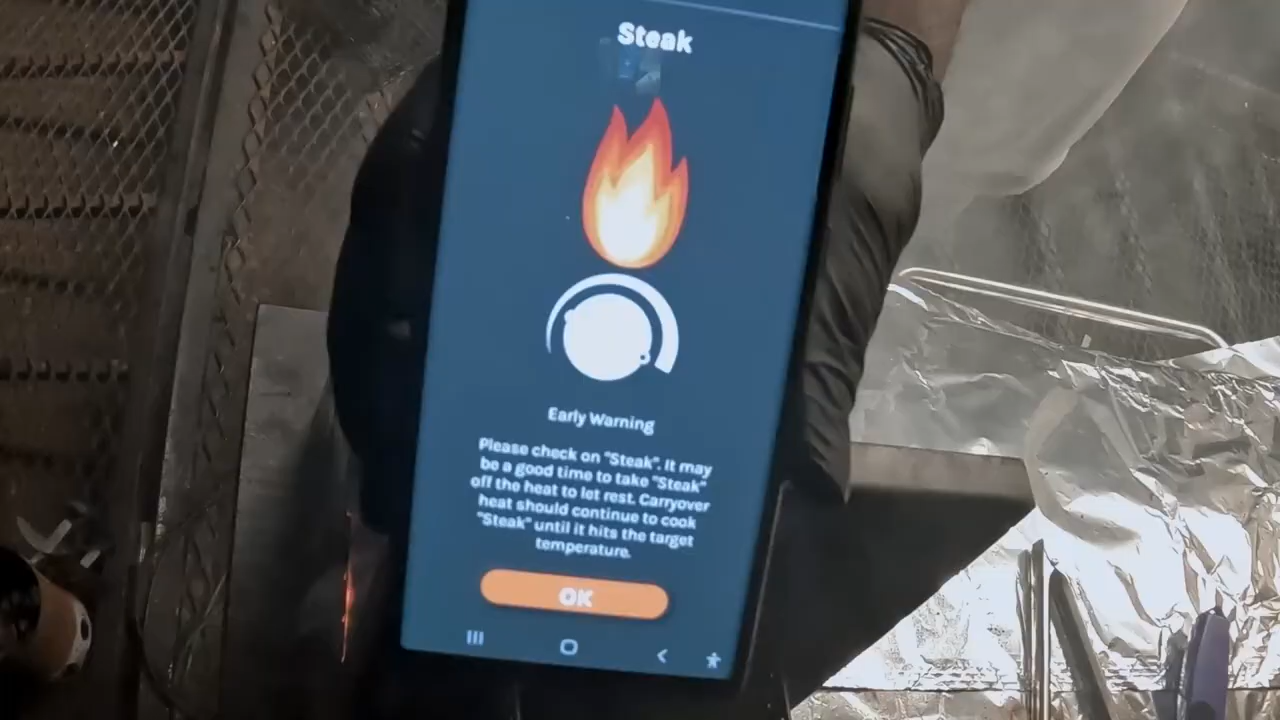 Steak
Early Warning
Please check on "Steak". It may
be a good time to take "Steak"
off the heat to let rest. Carryover
heat should continue to cook
"Steak" until it hits the target
temperature.
OK